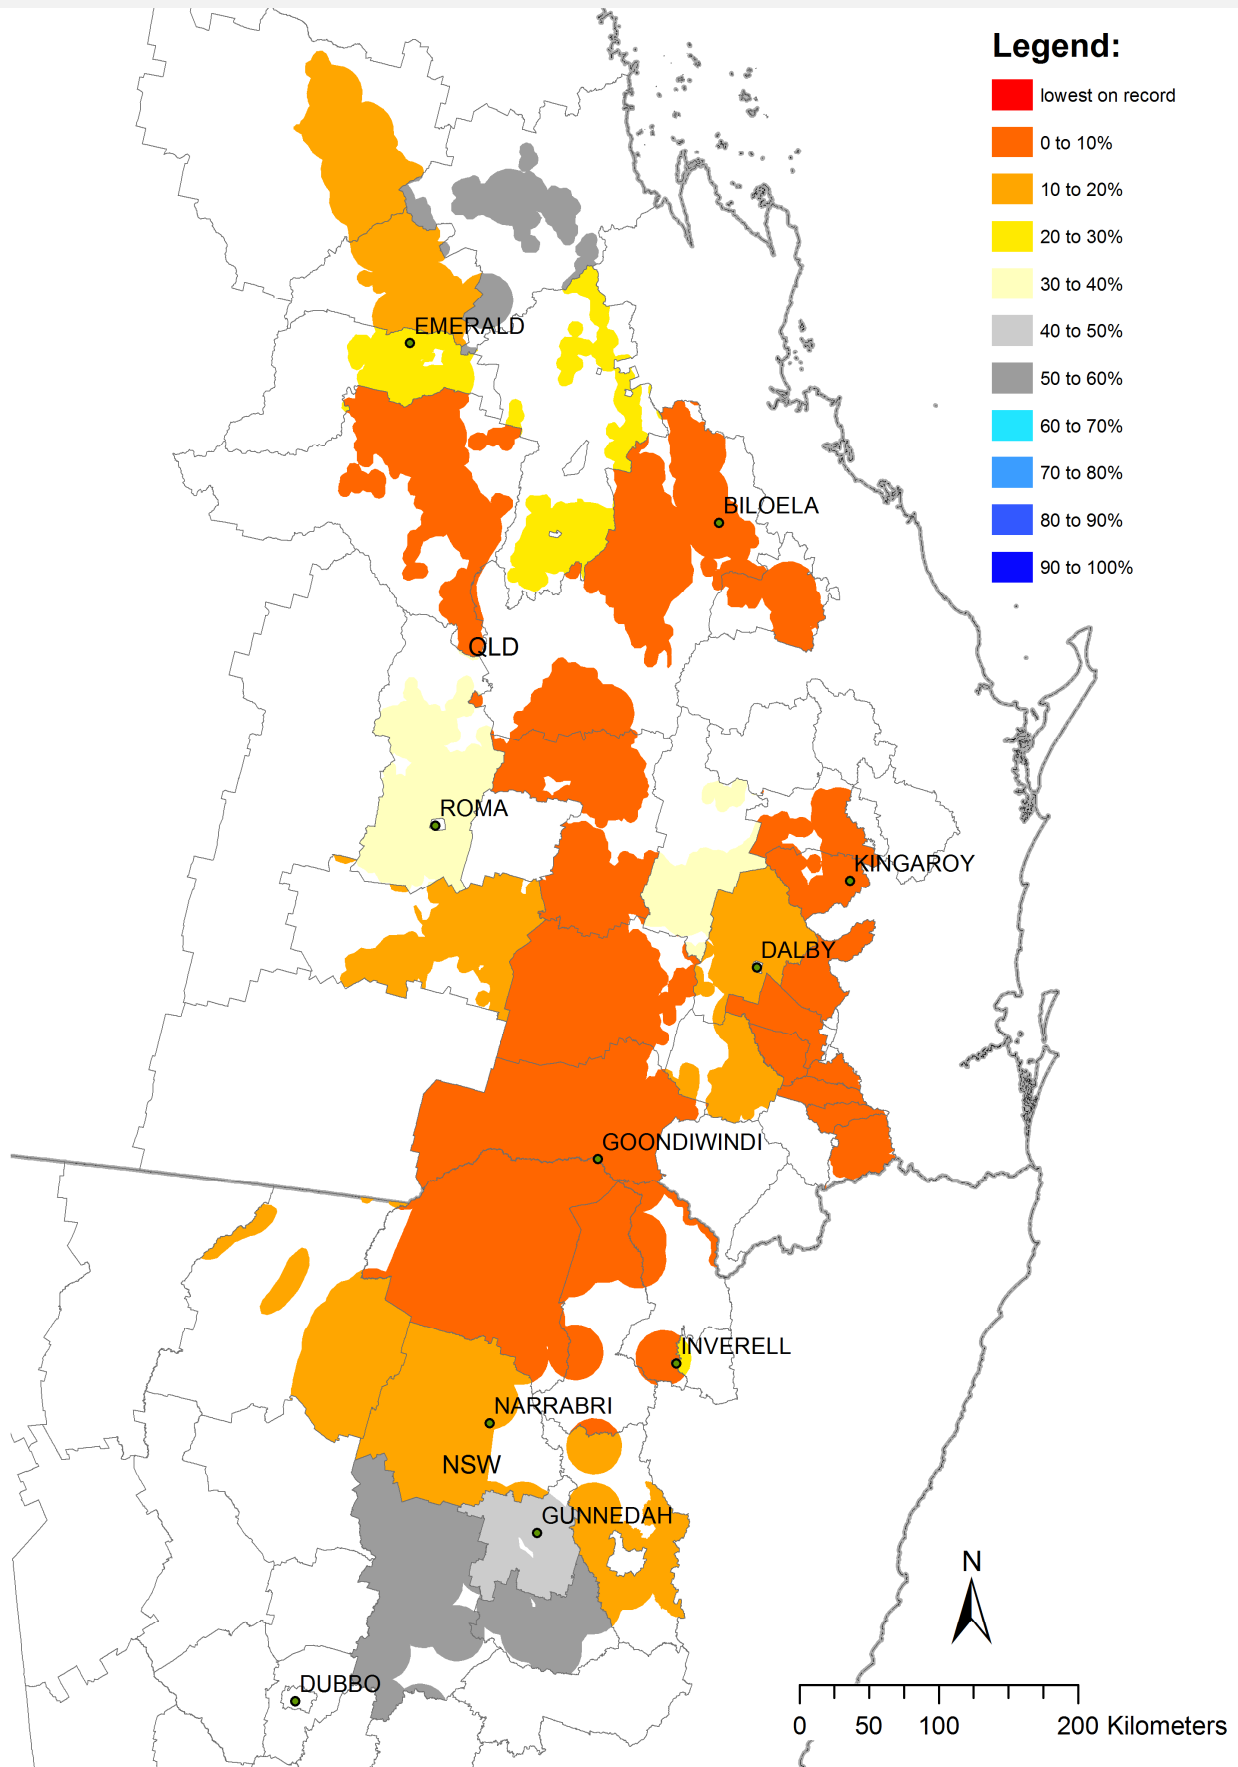 Legend:
lowest on record
0 to 10%
10 to 20%
20 to 30%
30 to 40%
40 to 50%
50 to 60%
60 to 70%
70 to 80%
80 to 90%
90 to 100%
EMERALD
BILOELA
QLD
ROMA
KINGAROY
DALBY
GOONDIWINDI
INVERELL
NARRABRI
NSW
GUNNEDAH
N
DUBBO
0 50 100 200 Kilometers